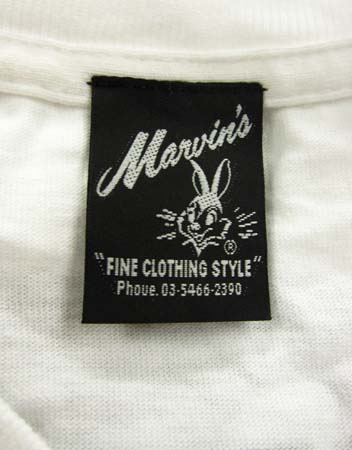 Marvin's
®
"FINE CLOTHING STYLE"
Phoue. 03-5466-2390